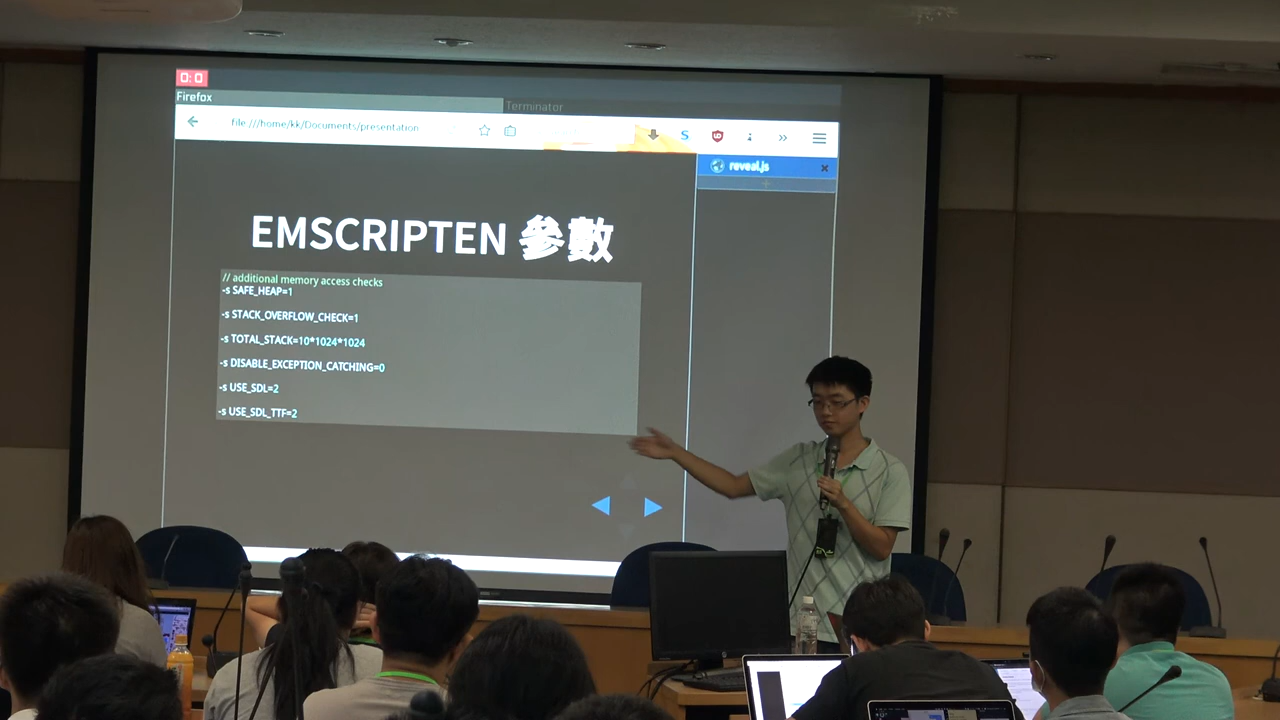 0:0
Firefox
Terminator
file:///home/kk/Documents/presentation
S
reveal.js
EMSCRIPTEN 參數
// additional memory access checks
-s SAFE_HEAP=1
-s STACK_OVERFLOW_CHECK=1
-s TOTAL_STACK=10*1024*1024
-s DISABLE_EXCEPTION_CATCHING=0
-s USE_SDL=2
-s USE_SDL_TTF=2